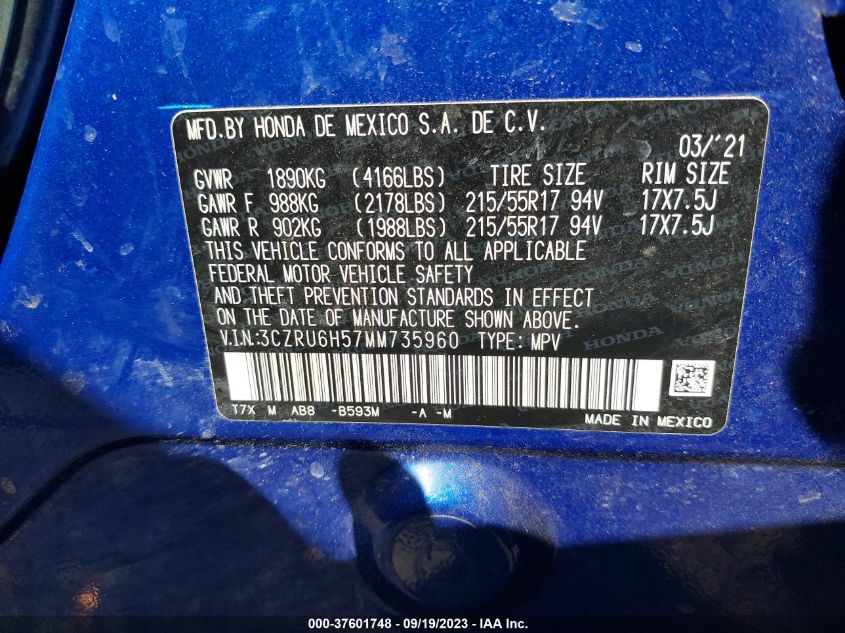 MFD.BY HONDA DE MEXICO S.A. DE C.V.
03/'21
GVWR 1890KG (4166LBS) TIRE SIZE RIM SIZE
GAWR F 988KG (2178LBS) 215/55R17 94V 17X7.5J
GAWR R 902KG (1988LBS) 215/55R17 94V 17X7.5J
THIS VEHICLE CONFORMS TO ALL APPLICABLE
FEDERAL MOTOR VEHICLE SAFETY
AND THEFT PREVENTION STANDARDS IN EFFECT
ON THE DATE OF MANUFACTURE SHOWN ABOVE.
V.I.N:3CZRU6H57MM735960 TYPE: MPV
T7X M AB8 -B593M -A -M
MADE IN MEXICO
000-37601748 - 09/19/2023 - IAA Inc.